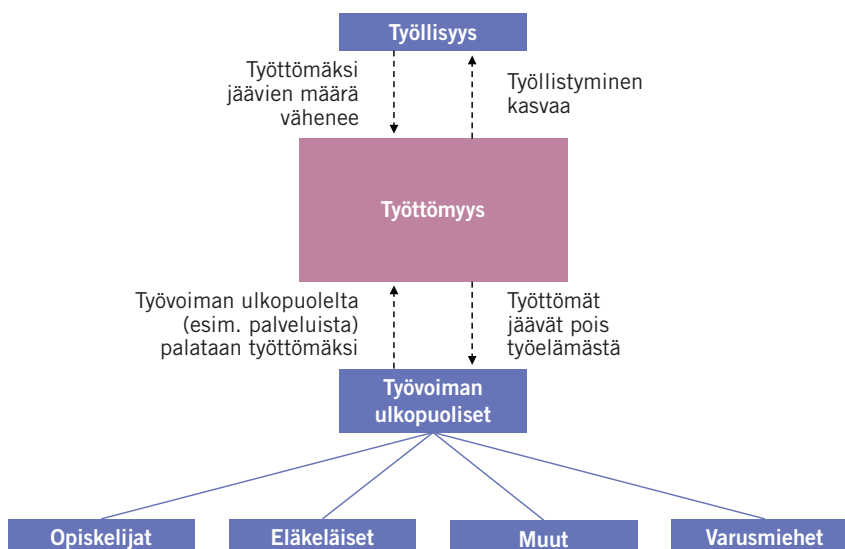 Työllisyys
Työttömäksi
jäävien määrä
vähenee
Työllistyminen
kasvaa
Työttömyys
Työvoiman ulkopuolelta
(esim. palveluista)
palataan työttömäksi
Työttömät
jäävät pois
työelämästä
Työvoiman
ulkopuoliset
Opiskelijat
Eläkeläiset
Muut
Varusmiehet